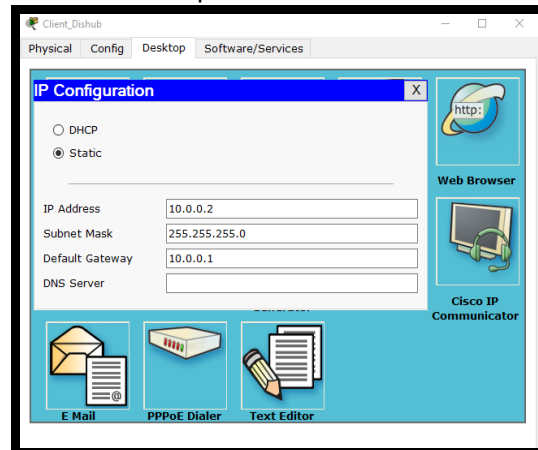 Client_Dishub
Physical Config Desktop Software/Services
IP Configuration X
http:
DHCP
Static
Web Browser
IP Address 10.0.0.2
Subnet Mask 255.255.255.0
Default Gateway 10.0.0.1
DNS Server
Cisco IP
Communicator
E Mail PPPoE Dialer Text Editor